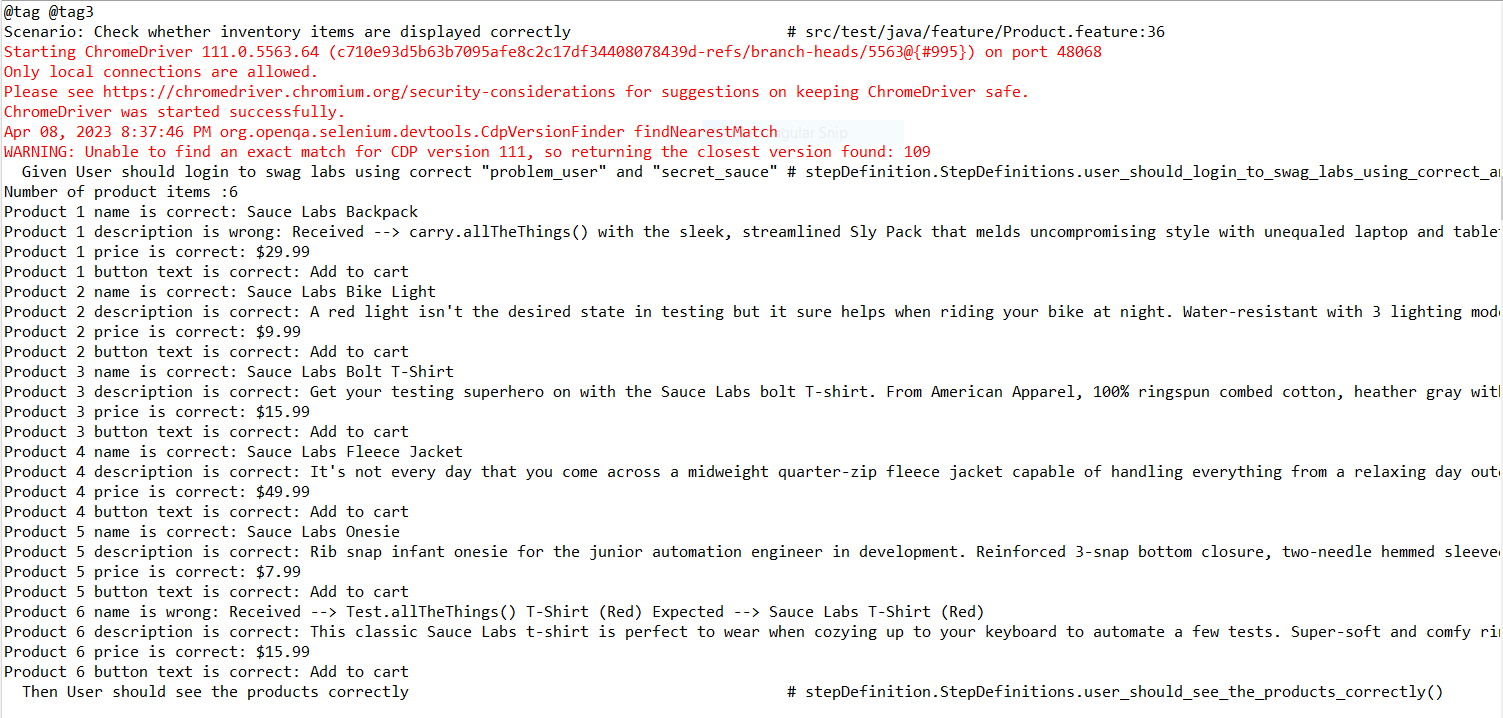 @tag @tag3
Scenario: Check whether inventory items are displayed correctly # src/test/java/feature/Product.feature:36
Starting ChromeDriver 111.0.5563.64 (c710e93d5b63b7095afe8c2c17df34408078439d-refs/branch-heads/5563@{#995}) on port 48068
Only local connections are allowed.
Please see https://chromedriver.chromium.org/security-considerations for suggestions on keeping ChromeDriver safe.
ChromeDriver was started successfully.
Apr 08, 2023 8:37:46 PM org.openqa.selenium.devtools.CdpVersionFinder findNearestMatch
WARNING: Unable to find an exact match for CDP version 111, so returning the closest version found: 109
Given User should login to swag labs using correct "problem_user" and "secret_sauce" # stepDefinition.StepDefinitions.user_should_login_to_swag_labs_using_correct_a
Number of product items :6
Product 1 name is correct: Sauce Labs Backpack
Product 1 description is wrong: Received --> carry.allTheThings() with the sleek, streamlined Sly Pack that melds uncompromising style with unequaled laptop and table
Product 1 price is correct: $29.99
Product 1 button text is correct: Add to cart
Product 2 name is correct: Sauce Labs Bike Light
Product 2 description is correct: A red light isn't the desired state in testing but it sure helps when riding your bike at night. Water-resistant with 3 lighting mod
Product 2 price is correct: $9.99
Product 2 button text is correct: Add to cart
Product 3 name is correct: Sauce Labs Bolt T-Shirt
Product 3 description is correct: Get your testing superhero on with the Sauce Labs bolt T-shirt. From American Apparel, 100% ringspun combed cotton, heather gray wit
Product 3 price is correct: $15.99
Product 3 button text is correct: Add to cart
Product 4 name is correct: Sauce Labs Fleece Jacket
Product 4 description is correct: It's not every day that you come across a midweight quarter-zip fleece jacket capable of handling everything from a relaxing day out
Product 4 price is correct: $49.99
Product 4 button text is correct: Add to cart
Product 5 name is correct: Sauce Labs Onesie
Product 5 description is correct: Rib snap infant onesie for the junior automation engineer in development. Reinforced 3-snap bottom closure, two-needle hemmed sleeve
Product 5 price is correct: $7.99
Product 5 button text is correct: Add to cart
Product 6 name is wrong: Received --> Test.allTheThings() T-Shirt (Red) Expected --> Sauce Labs T-Shirt (Red)
Product 6 description is correct: This classic Sauce Labs t-shirt is perfect to wear when cozying up to your keyboard to automate a few tests. Super-soft and comfy ri
Product 6 price is correct: $15.99
Product 6 button text is correct: Add to cart
Then User should see the products correctly # stepDefinition.StepDefinitions.user_should_see_the_products_correctly()